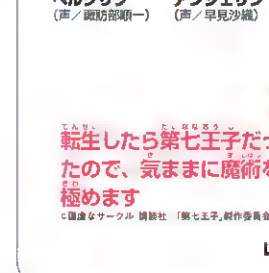 (声/諏訪部順一) (声/早見沙織)
転生したら第七王子だっ
たので、気ままに魔術を
極めます
©謙虚なサークル・講談社/「第七王子」製作委員会